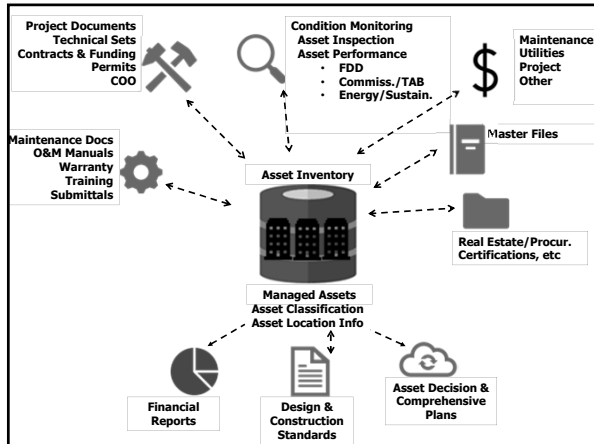 Project Documents
Technical Sets
Contracts & Funding
Permits
COO
Condition Monitoring
Asset Inspection
Asset Performance
• FDD
• Commiss./TAB
• Energy/Sustain.
$
Maintenance
Utilities
Project
Other
Maintenance Docs
O&M Manuals
Warranty
Training
Submittals
Master Files
Asset Inventory
Real Estate/Procur.
Certifications, etc
Managed Assets
Asset Classification
Asset Location Info
Financial
Reports
Design &
Construction
Standards
Asset Decision &
Comprehensive
Plans